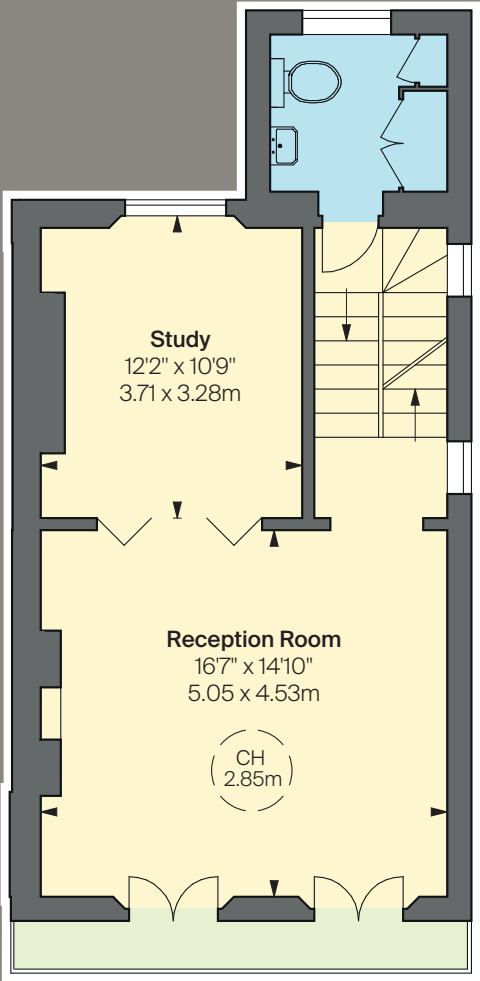 Study
12'2" x 10'9"
3.71 x 3.28m
Reception Room
16'7" x 14'10"
5.05 x 4.53m
CH
2.85m